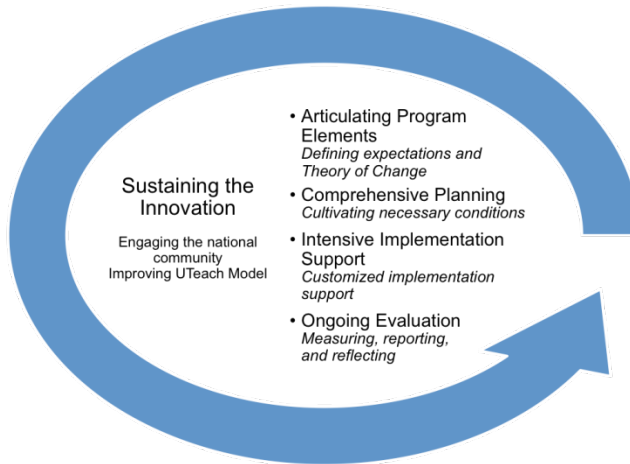 Sustaining the
Innovation
Engaging the national
community
Improving UTeach Model
• Articulating Program
Elements
Defining expectations and
Theory of Change
• Comprehensive Planning
Cultivating necessary conditions
• Intensive Implementation
Support
Customized implementation
support
• Ongoing Evaluation
Measuring, reporting,
and reflecting